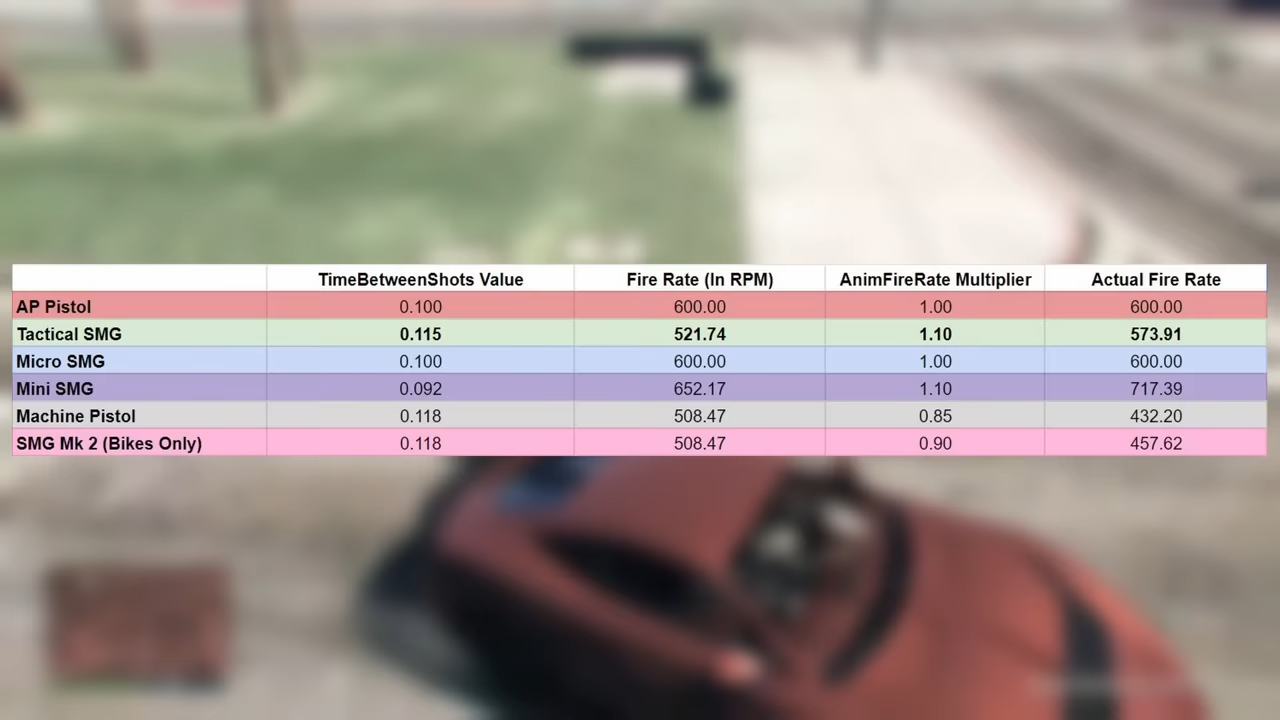 TimeBetweenShots Value Fire Rate (In RPM) AnimFireRate Multiplier Actual Fire Rate
AP Pistol 0.100 600.00 1.00 600.00
Tactical SMG 0.115 521.74 1.10 573.91
Micro SMG 0.100 600.00 1.00 600.00
Mini SMG 0.092 652.17 1.10 717.39
Machine Pistol 0.118 508.47 0.85 432.20
SMG Mk 2 (Bikes Only) 0.118 508.47 0.90 457.62